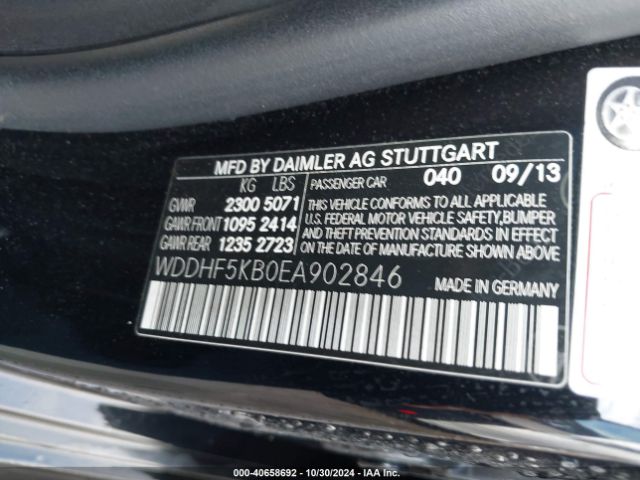 MFD BY DAIMLER AG STUTTGART
KG LBS PASSENGER CAR 040 09/13
GVWR 2300 5071 THIS VEHICLE CONFORMS TO ALL APPLICABLE
GAWR FRONT 1095 2414 U.S. FEDERAL MOTOR VEHICLE SAFETY, BUMPER
GAWR REAR 1235 2723 AND THEFT PREVENTION STANDARDS IN EFFECT
ON THE DATE OF MANUFACTURE SHOWN ABOVE
WDDHF5KB0EA902846 MADE IN GERMANY
000-40658692 - 10/30/2024 - IAA Inc.